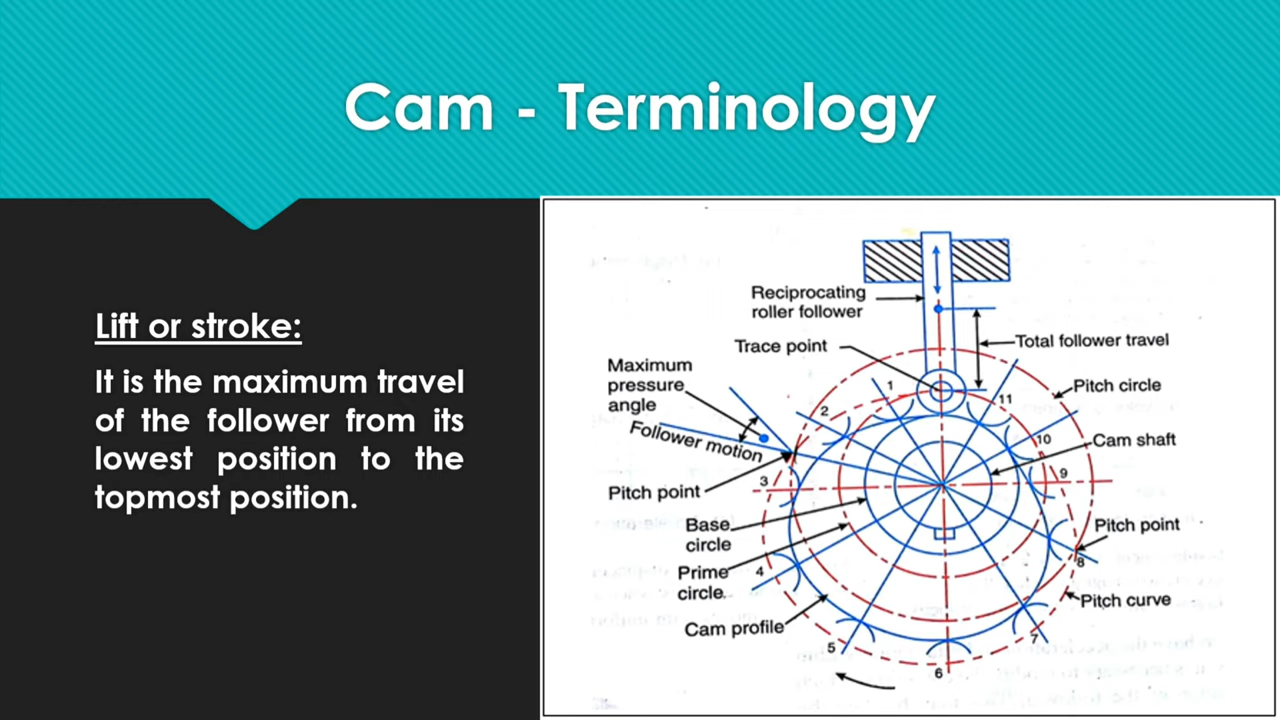 Cam - Terminology
Lift or stroke:
It is the maximum travel
of the follower from its
lowest position to the
topmost position.
Reciprocating
roller follower
Trace point
Total follower travel
Maximum
pressure
angle
Follower motion
Pitch circle
Cam shaft
Pitch point
Base
circle
Prime
circle.
Cam profile
Pitch point
Pitch curve
1
2
3
4
5
6
7
8
9
10
11